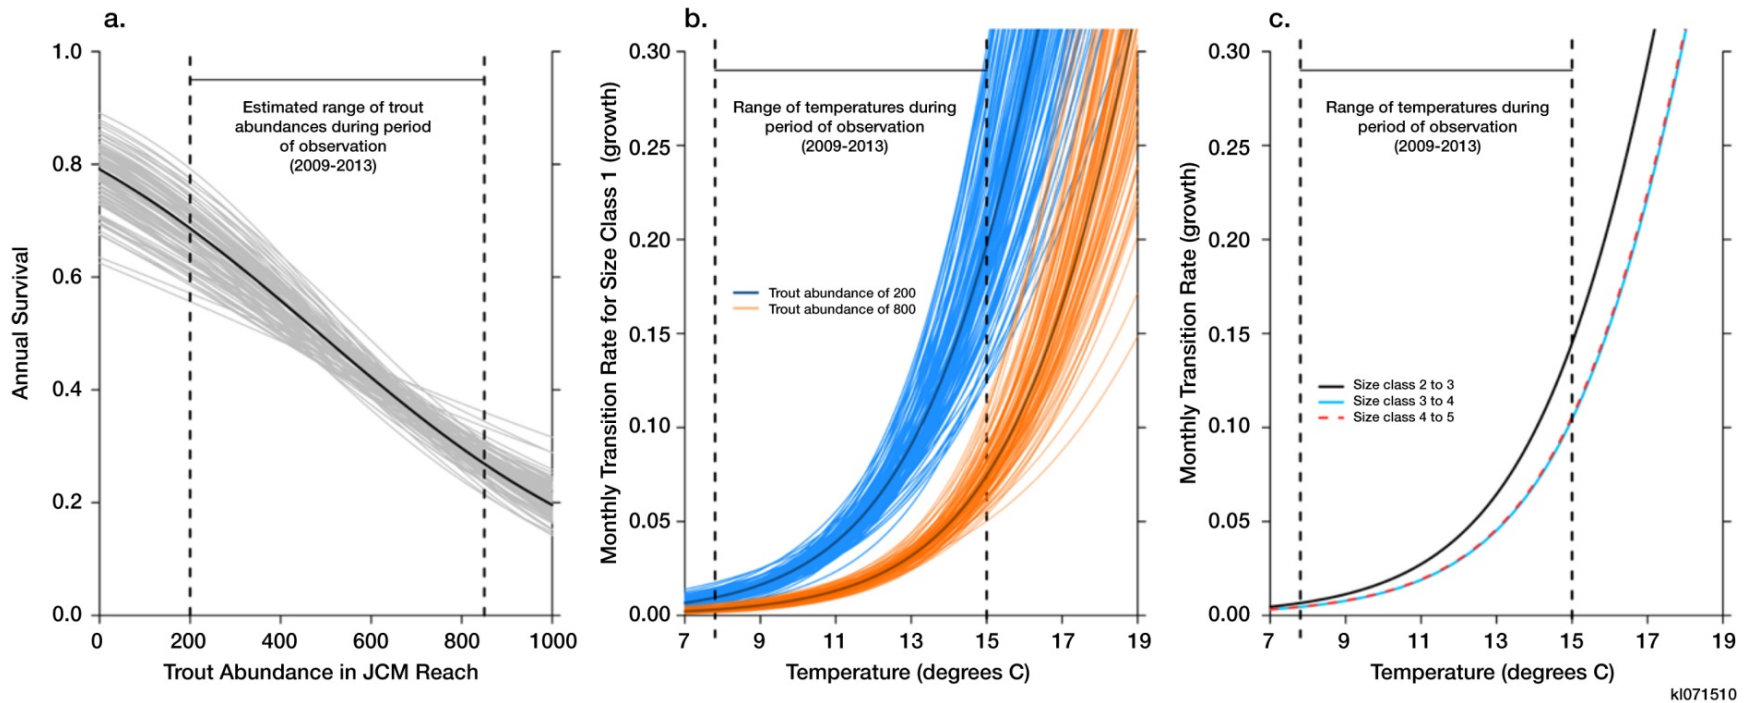 a.
1.0
0.8
0.6
0.4
0.2
0.0
Annual Survival
Estimated range of trout
abundances during period
of observation
(2009-2013)
0 200 400 600 800 1000
Trout Abundance in JCM Reach
b.
0.30
0.25
0.20
0.15
0.10
0.05
0.00
Monthly Transition Rate for Size Class 1 (growth)
Range of temperatures during
period of observation
(2009-2013)
Trout abundance of 200
Trout abundance of 800
7 9 11 13 15 17 19
Temperature (degrees C)
c.
0.30
0.25
0.20
0.15
0.10
0.05
0.00
Monthly Transition Rate (growth)
Range of temperatures during
period of observation
(2009-2013)
Size class 2 to 3
Size class 3 to 4
Size class 4 to 5
7 9 11 13 15 17 19
Temperature (degrees C)
kl071510